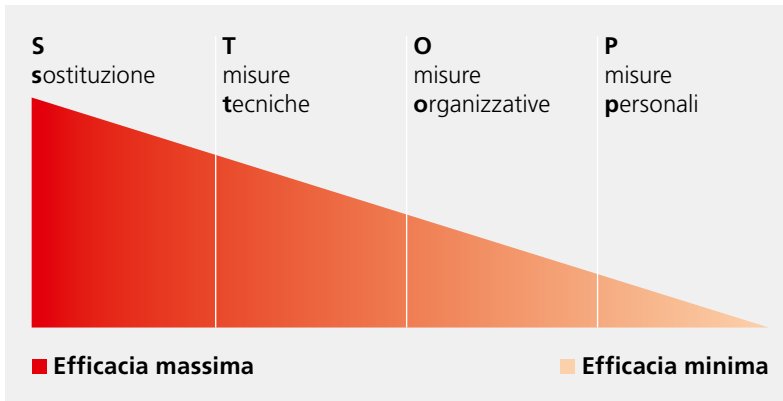 S
sostituzione
T
misure
tecniche
O
misure
organizzative
P
misure
personali
Efficacia massima
Efficacia minima